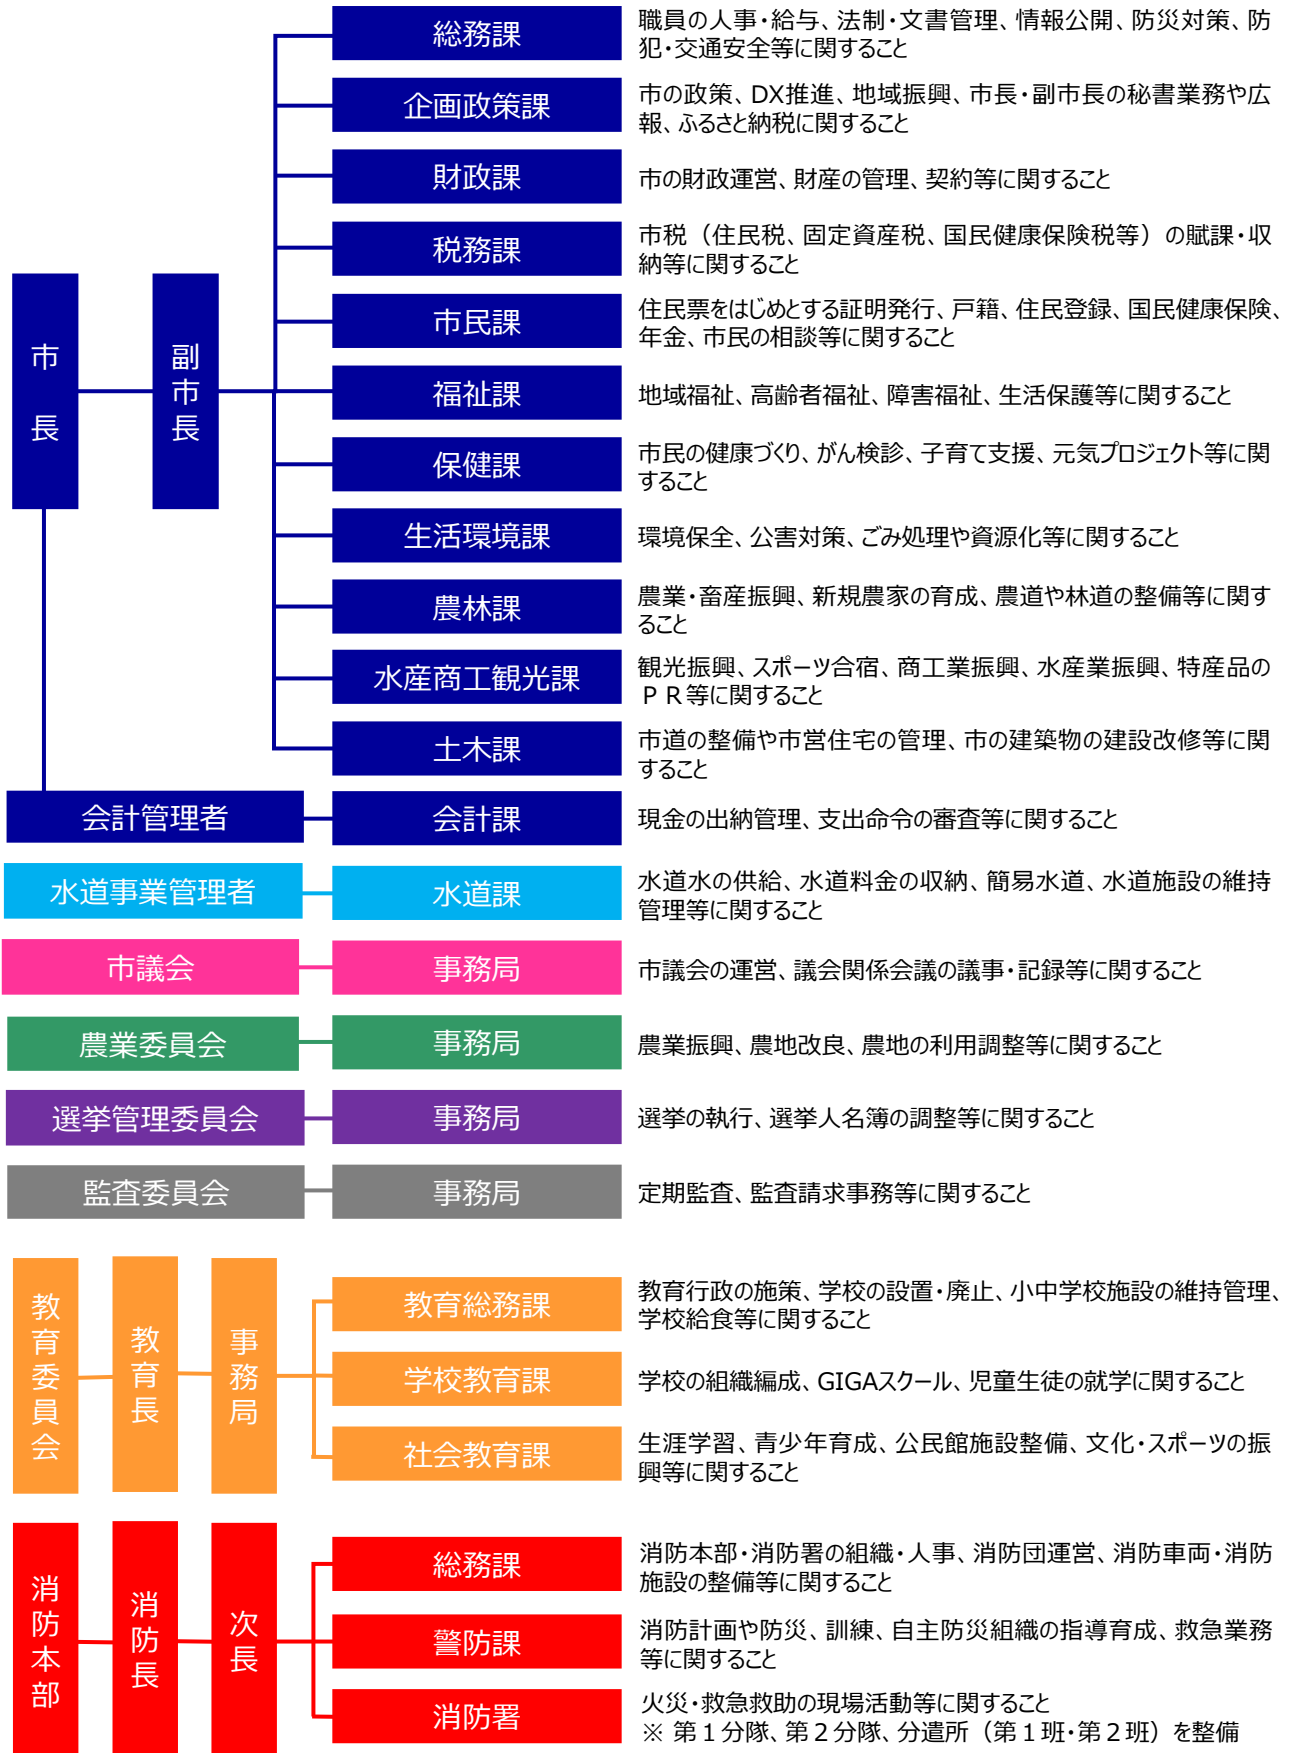 総務課
職員の人事・給与、法制・文書管理、情報公開、防災対策、防
犯・交通安全等に関すること
企画政策課
市の政策、DX推進、地域振興、市長・副市長の秘書業務や広
報、ふるさと納税に関すること
財政課
市の財政運営、財産の管理、契約等に関すること
税務課
市税（住民税、固定資産税、国民健康保険税等）の賦課・収
納等に関すること
市民課
住民票をはじめとする証明発行、戸籍、住民登録、国民健康保険、
年金、市民の相談等に関すること
市長
副市長
福祉課
地域福祉、高齢者福祉、障害福祉、生活保護等に関すること
保健課
市民の健康づくり、がん検診、子育て支援、元気プロジェクト等に関
すること
生活環境課
環境保全、公害対策、ごみ処理や資源化等に関すること
農林課
農業・畜産振興、新規農家の育成、農道や林道の整備等に関す
ること
水産商工観光課
観光振興、スポーツ合宿、商工業振興、水産業振興、特産品の
ＰＲ等に関すること
土木課
市道の整備や市営住宅の管理、市の建築物の建設改修等に関
すること
会計管理者
会計課
現金の出納管理、支出命令の審査等に関すること
水道事業管理者
水道課
水道水の供給、水道料金の収納、簡易水道、水道施設の維持
管理等に関すること
市議会
事務局
市議会の運営、議会関係会議の議事・記録等に関すること
農業委員会
事務局
農業振興、農地改良、農地の利用調整等に関すること
選挙管理委員会
事務局
選挙の執行、選挙人名簿の調整等に関すること
監査委員会
事務局
定期監査、監査請求事務等に関すること
教育委員会
教育長
事務局
教育総務課
教育行政の施策、学校の設置・廃止、小中学校施設の維持管理、
学校給食等に関すること
学校教育課
学校の組織編成、GIGAスクール、児童生徒の就学に関すること
社会教育課
生涯学習、青少年育成、公民館施設整備、文化・スポーツの振
興等に関すること
消防本部
消防長
次長
総務課
消防本部・消防署の組織・人事、消防団運営、消防車両・消防
施設の整備等に関すること
警防課
消防計画や防災、訓練、自主防災組織の指導育成、救急業務
等に関すること
消防署
火災・救急救助の現場活動等に関すること
※ 第１分隊、第２分隊、分遣所（第１班・第２班）を整備